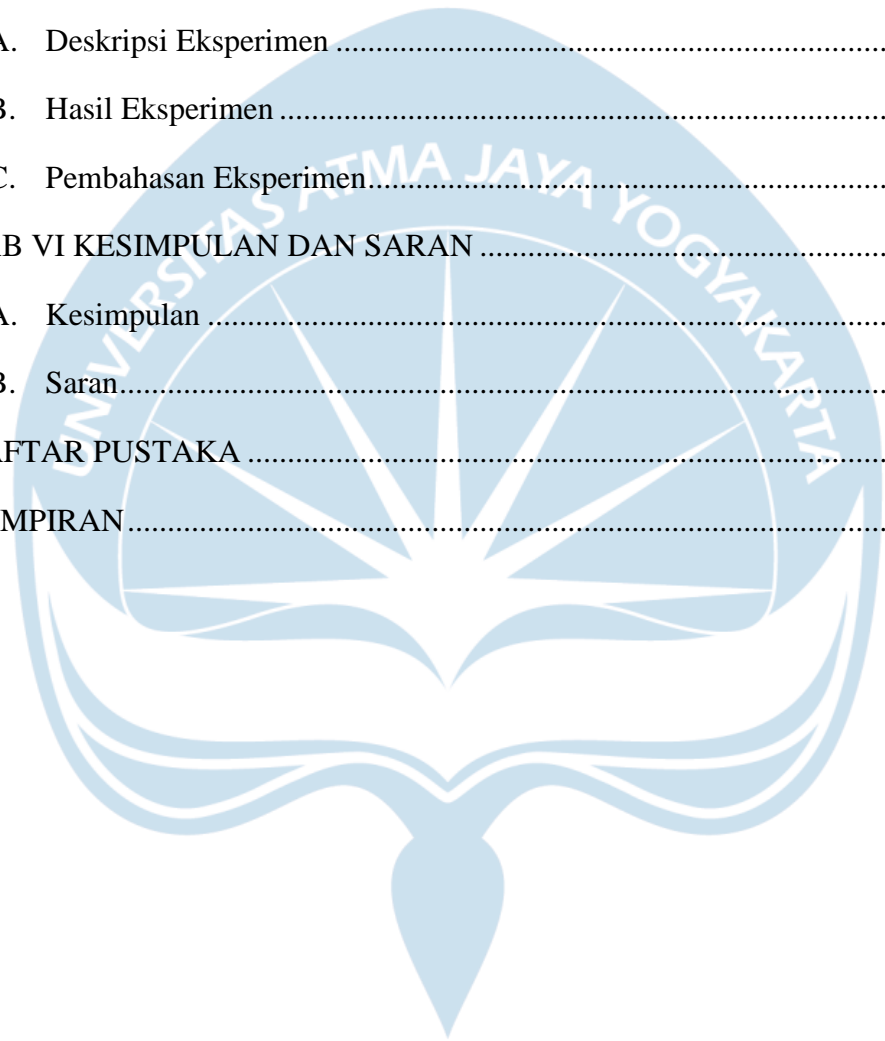 A. Deskripsi Eksperimen ........................................................................
B. Hasil Eksperimen ................................................................................
C. Pembahasan Eksperimen....................................................................
AB VI KESIMPULAN DAN SARAN .....................................................
A. Kesimpulan .........................................................................................
B. Saran....................................................................................................
AFTAR PUSTAKA ..................................................................................
MPIRAN....................................................................................................
UNIVERSITAS ATMA JAYA YOGYAKARTA